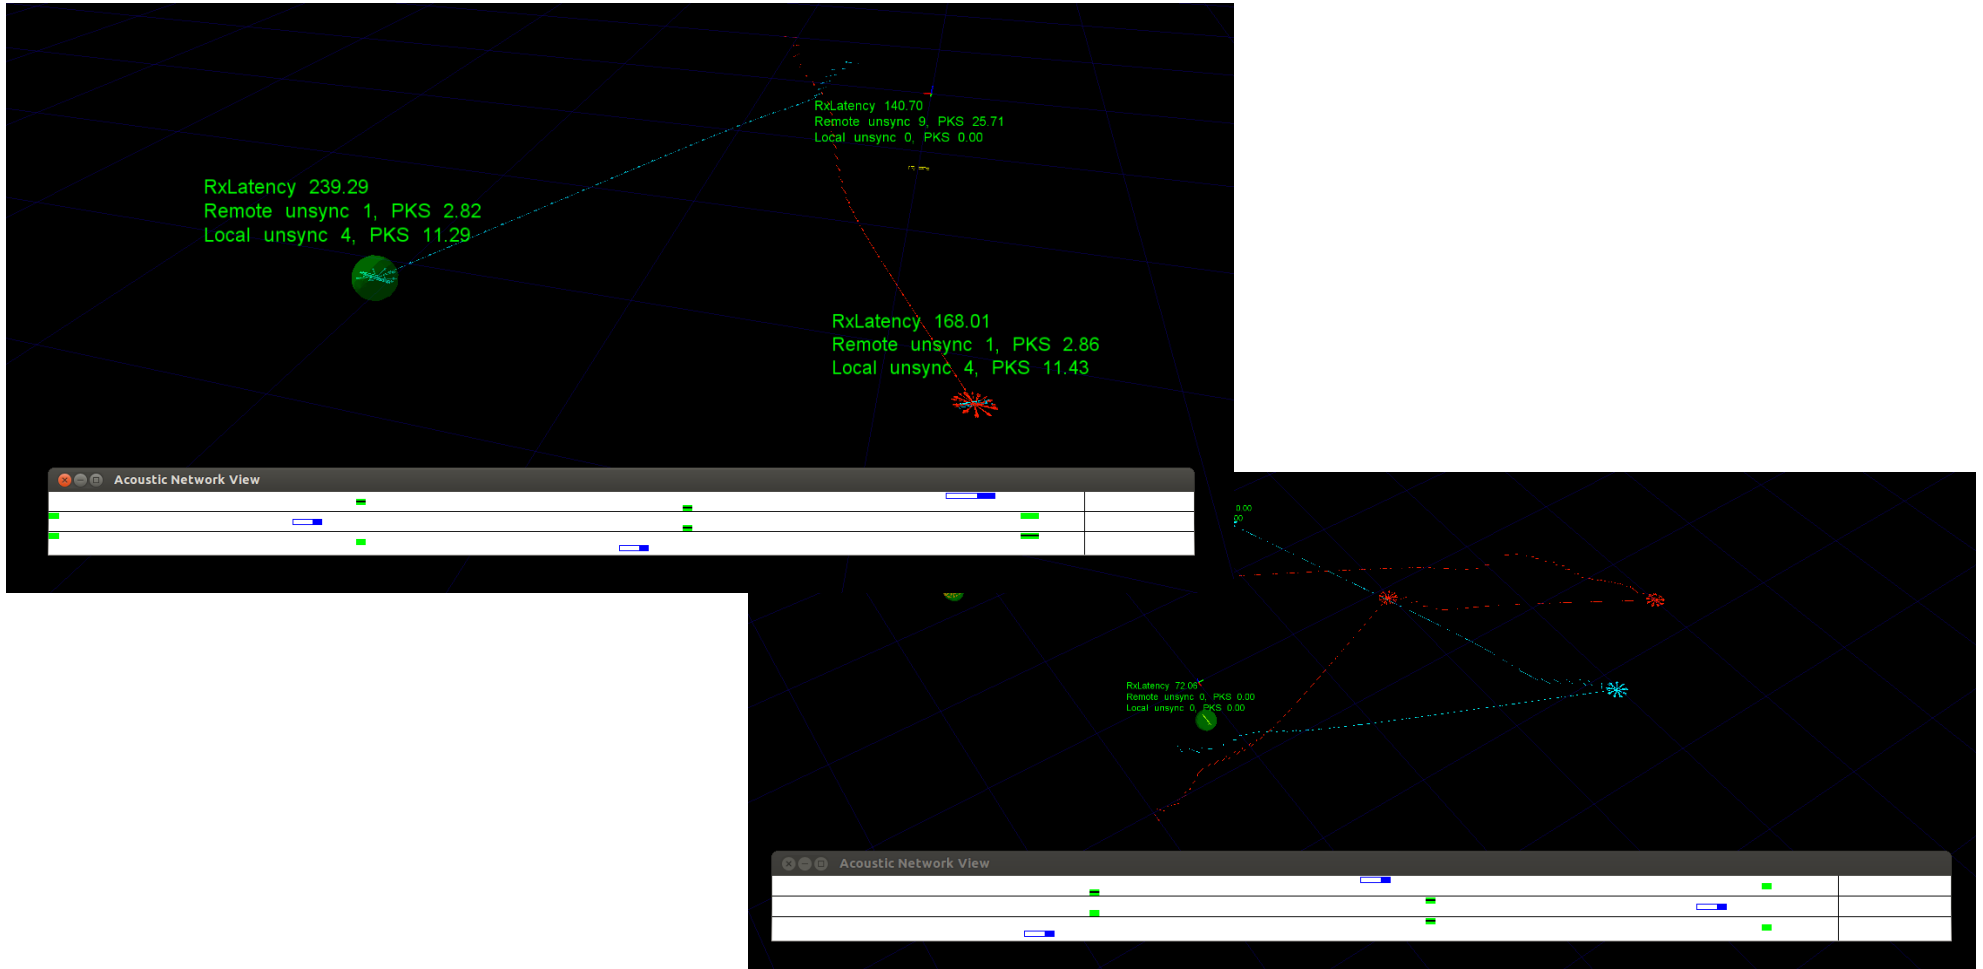 RxLatency 140.70
Remote unsync 9, PKS 25.71
Local unsync 0, PKS 0.00
RxLatency 239.29
Remote unsync 1, PKS 2.82
Local unsync 4, PKS 11.29
RxLatency 168.01
Remote unsync 1, PKS 2.86
Local unsync 4, PKS 11.43
Acoustic Network View
0.00
00
RxLatency 72.06
Remote unsync 0, PKS 0.00
Local unsync 0, PKS 0.00
Acoustic Network View